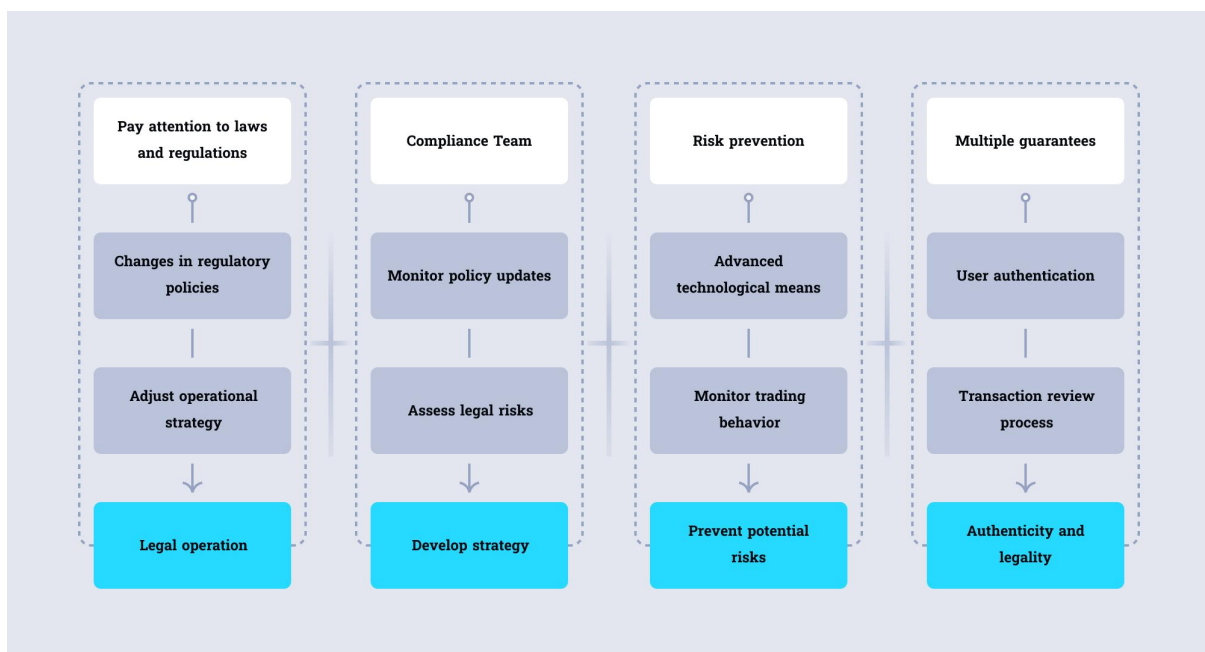 Pay attention to laws
and regulations
Changes in regulatory
policies
Adjust operational
strategy
Legal operation
Compliance Team
Monitor policy updates
Assess legal risks
Develop strategy
Risk prevention
Advanced
technological means
Monitor trading
behavior
Prevent potential
risks
Multiple guarantees
User authentication
Transaction review
process
Authenticity and
legality